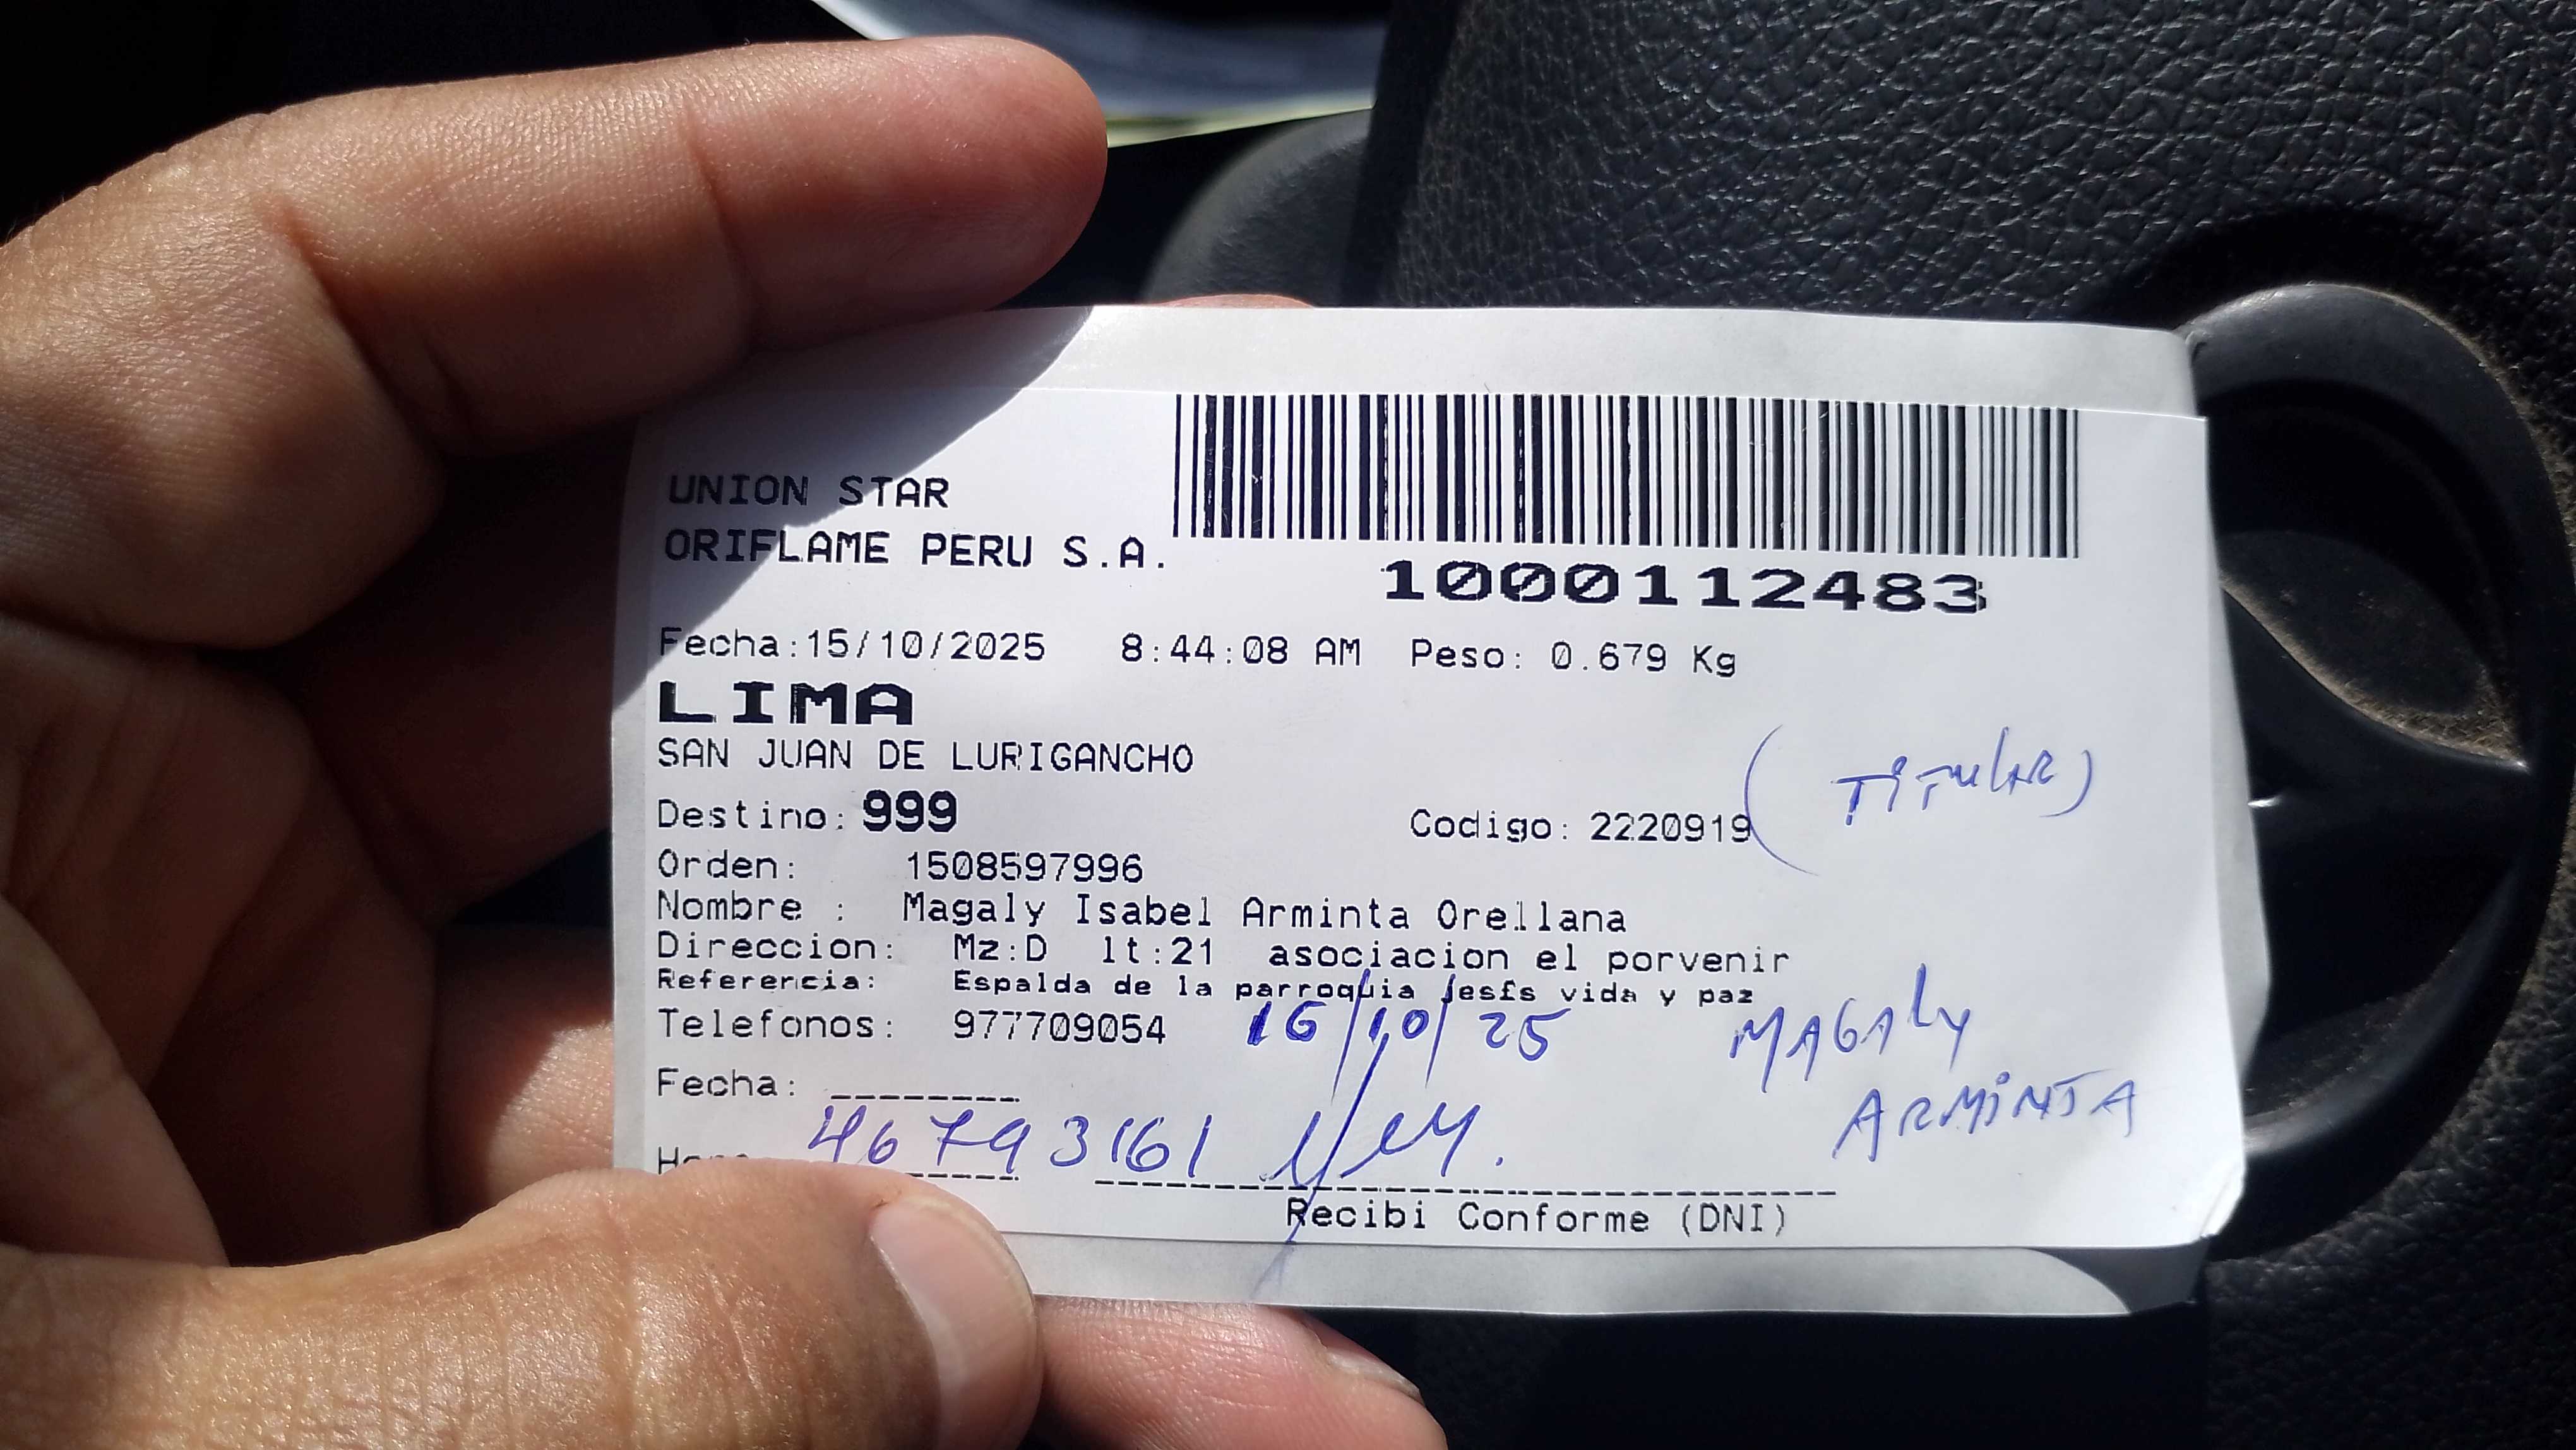 UNION STAR
ORIFLAME PERU S.A.
1000112483
Fecha:15/10/2025 8:44:08 AM Peso: 0.679 Kg
LIMA
SAN JUAN DE LURIGANCHO
(TITULAR)
Destino: 999 Codigo: 2220919
Orden: 1508597996
Nombre : Magaly Isabel Arminta Orellana
Direccion: Mz:D lt:21 asociacion el porvenir
Referencia: Espalda de la parroquia jesfs vida y paz
Telefonos: 977709054 16/10/25 MAGALY
Fecha: ARMINTA
46793161
Recibi Conforme (DNI)